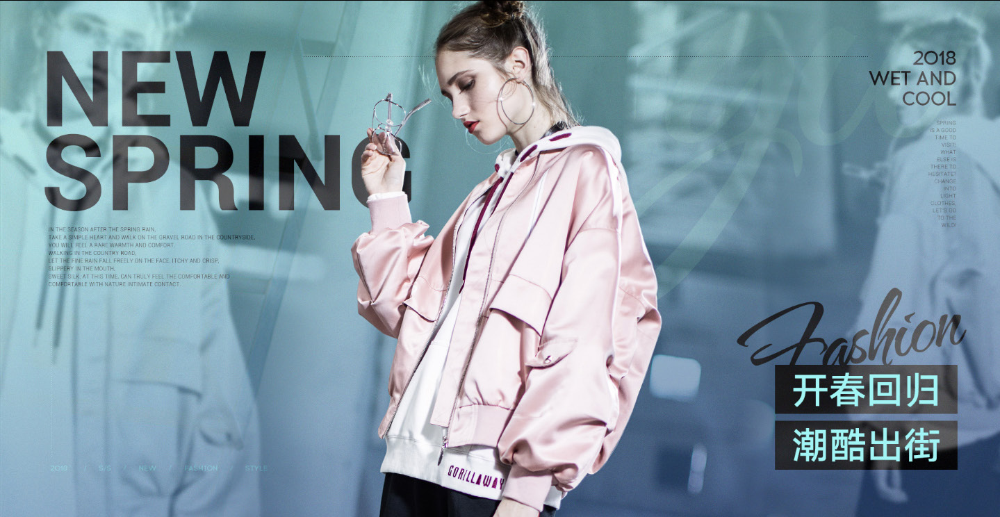 NEW
SPRING
IN THE SEASON AFTER THE SPRING RAIN,
TAKE A SIMPLE HEART AND WALK ON THE GRAVEL ROAD IN THE COUNTRYSIDE,
YOU WILL FEEL A RARE WARMTH AND COMFORT.
WALKING IN THE COUNTRY ROAD,
LET THE FINE RAIN FALL FREELY ON THE FACE, ITCHY AND CRISP,
SLIPPERY IN THE MOUTH,
SWEET SILK. AT THIS TIME, CAN TRULY FEEL THE COMFORTABLE AND
COMFORTABLE WITH NATURE INTIMATE CONTACT.
2018 / S/S / NEW / FASHION / STYLE
GORILLAWAY
2018
WET AND
COOL
SPRING
IS A GOOD
TIME TO
VISIT!
WHAT
ELSE IS
THERE TO
HESITATE?
CHANGE
INTO
LIGHT
CLOTHES,
LET'S GO
TO THE
WILD!
Fashion
开春回归
潮酷出街